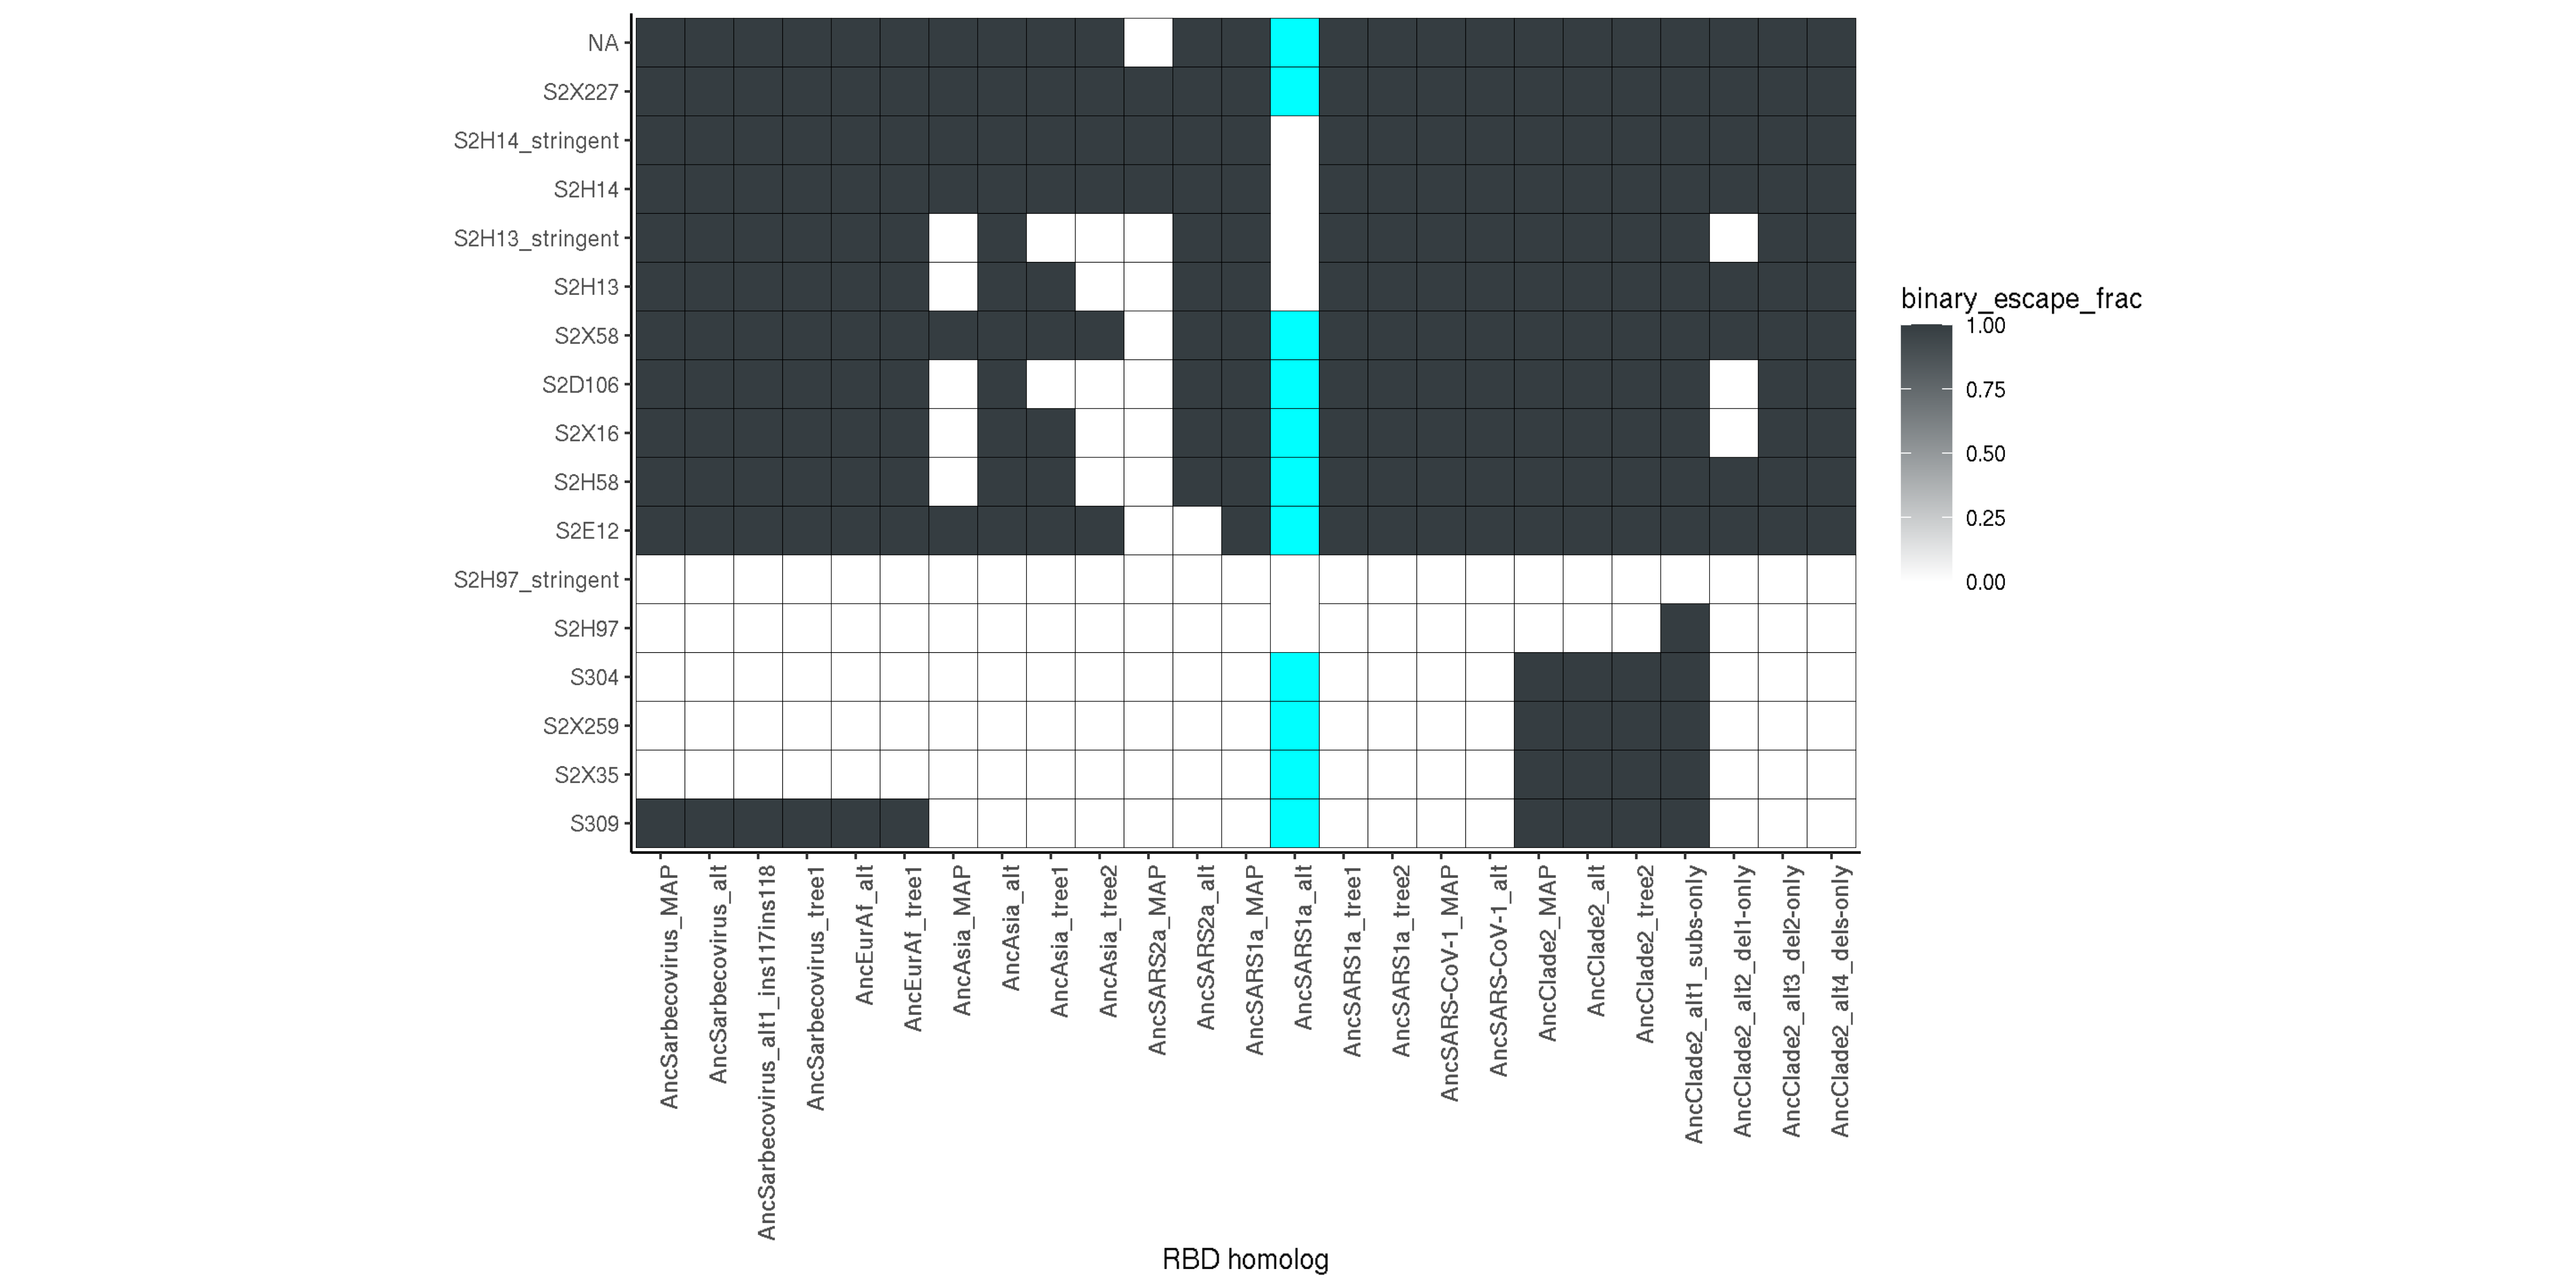 NA
S2X227
S2H14_stringent
S2H14
S2H13_stringent
S2H13
S2X58
S2D106
S2X16
S2H58
S2E12
S2H97_stringent
S2H97
S304
S2X259
S2X35
S309
AncSarbecovirus_MAP
AncSarbecovirus_alt
AncSarbecovirus_alt1_ins117ins118
AncSarbecovirus_tree1
AncEurAf_alt
AncEurAf_tree1
AncAsia_MAP
AncAsia_alt
AncAsia_tree1
AncAsia_tree2
AncSARS2a_MAP
AncSARS2a_alt
AncSARS1a_MAP
AncSARS1a_alt
AncSARS1a_tree1
AncSARS1a_tree2
AncSARS-CoV-1_MAP
AncSARS-CoV-1_alt
AncClade2_MAP
AncClade2_alt
AncClade2_tree2
AncClade2_alt1_subs-only
AncClade2_alt2_del1-only
AncClade2_alt3_del2-only
AncClade2_alt4_dels-only
RBD homolog
binary_escape_frac
1.00
0.75
0.50
0.25
0.00